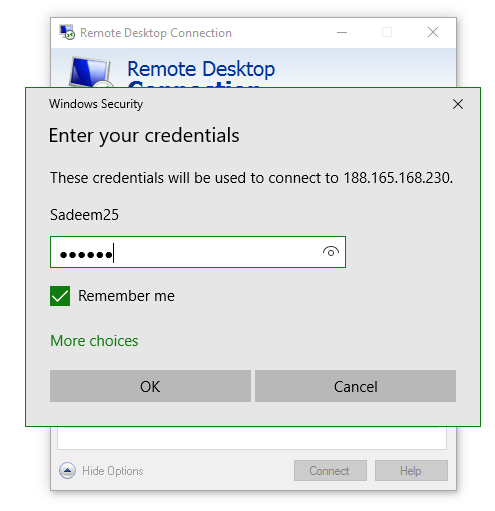 Remote Desktop Connection
Remote Desktop
Connection
Windows Security
Enter your credentials
These credentials will be used to connect to 188.165.168.230.
Sadeem25
••••••
Remember me
More choices
OK
Cancel
Hide Options
Connect
Help